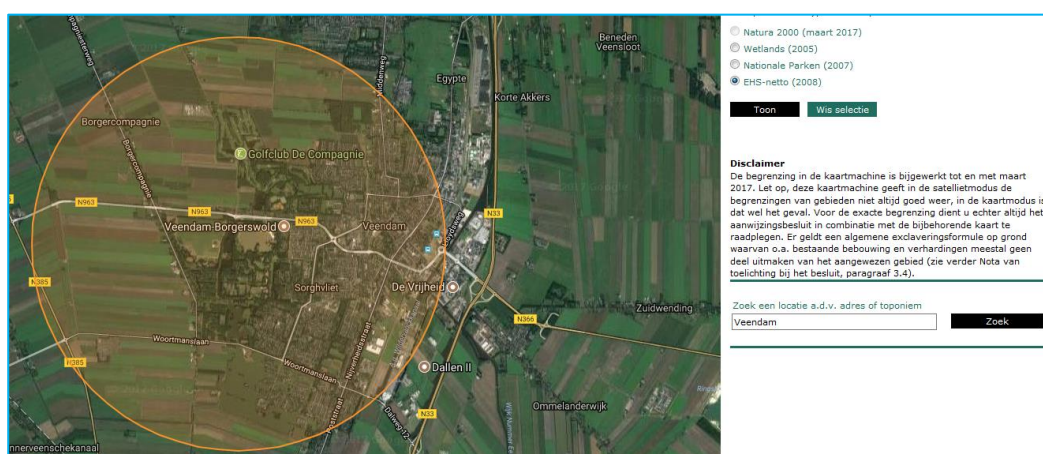 Natura 2000 (maart 2017)
Wetlands (2005)
Nationale Parken (2007)
EHS-netto (2008)
Toon
Wis selectie
Disclaimer
De begrenzing in de kaartmachine is bijgewerkt tot en met maart
2017. Let op, deze kaartmachine geeft in de satellietmodus de
begrenzingen van gebieden niet altijd goed weer, in de kaartmodus is
dat wel het geval. Voor de exacte begrenzing dient u echter altijd het
aanwijzingsbesluit in combinatie met de bijbehorende kaart te
raadplegen. Er geldt een algemene exclaveringsformule op grond
waarvan o.a. bestaande bebouwing en verhardingen meestal geen
deel uitmaken van het aangewezen gebied (zie verder Nota van
toelichting bij het besluit, paragraaf 3.4).
Zoek een locatie a.d.v. adres of toponiem
Veendam
Zoek
Beneden
Veensloot
Egypte
Korte Akkers
Borgercompagnie
Borgercompagnie
Golfclub De Compagnie
N963
N963
N963
N33
Veendam-Borgerswold
Veendam
Sorghvliet
De Vrijheid
N385
N366
Zuidwending
Woortmanslaan
Woortmanslaan
N385
Dallen II
N33
Dalweg
Ommelanderwijk